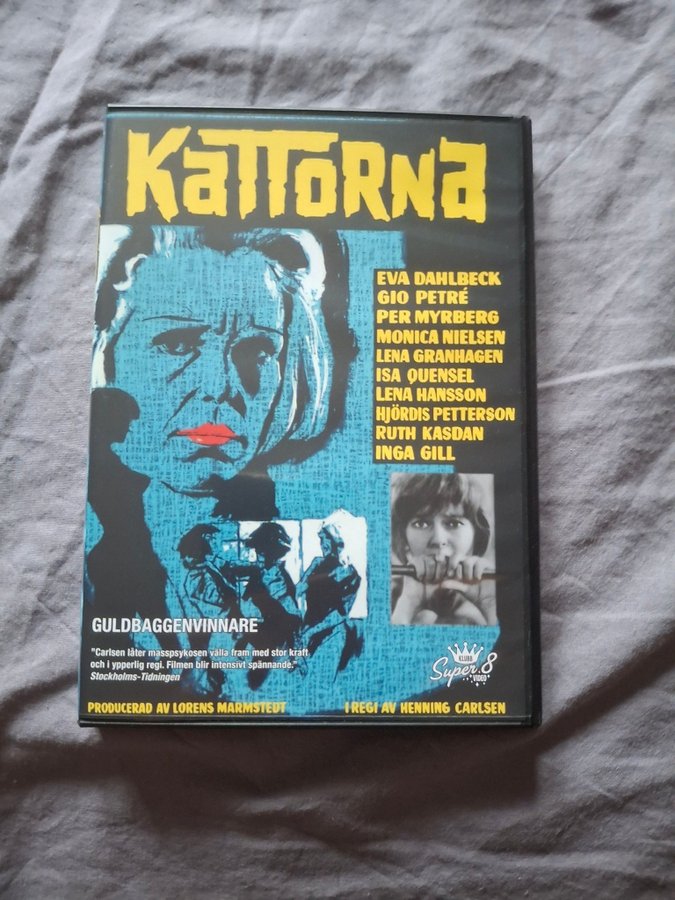 KaTTORNa
EVA DAHLBECK
GIO PETRÉ
PER MYRBERG
MONICA NIELSEN
LENA GRANHAGEN
ISA QUENSEL
LENA HANSSON
HJÖRDIS PETTERSON
RUTH KASDAN
INGA GILL
GULDBAGGENVINNARE
"Carlsen låter masspsykosen välla fram med stor kraft
och i ypperlig regi. Filmen blir intensivt spännande."
Stockholms-Tidningen
KLUBB
Super 8
VIDEO
PRODUCERAD AV LORENS MARMSTEDT
I REGI AV HENNING CARLSEN